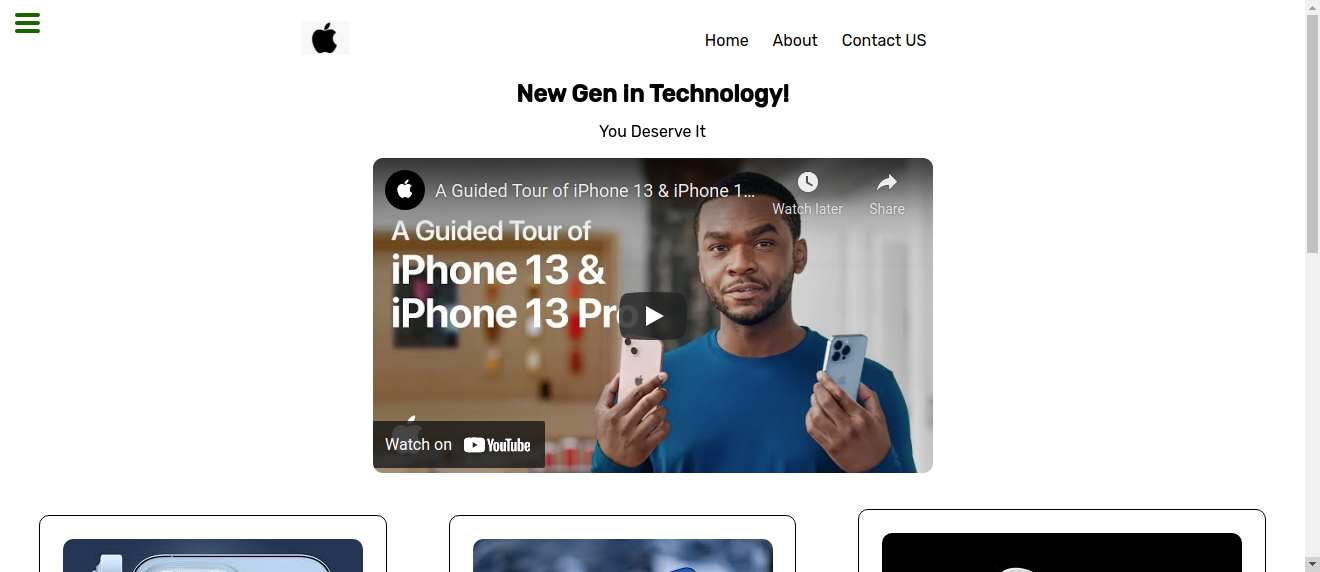 Home About Contact US
New Gen in Technology!
You Deserve It
A Guided Tour of iPhone 13 & iPhone 1...
Watch later Share
A Guided Tour of
iPhone 13 &
iPhone 13 Pro
Watch on YouTube